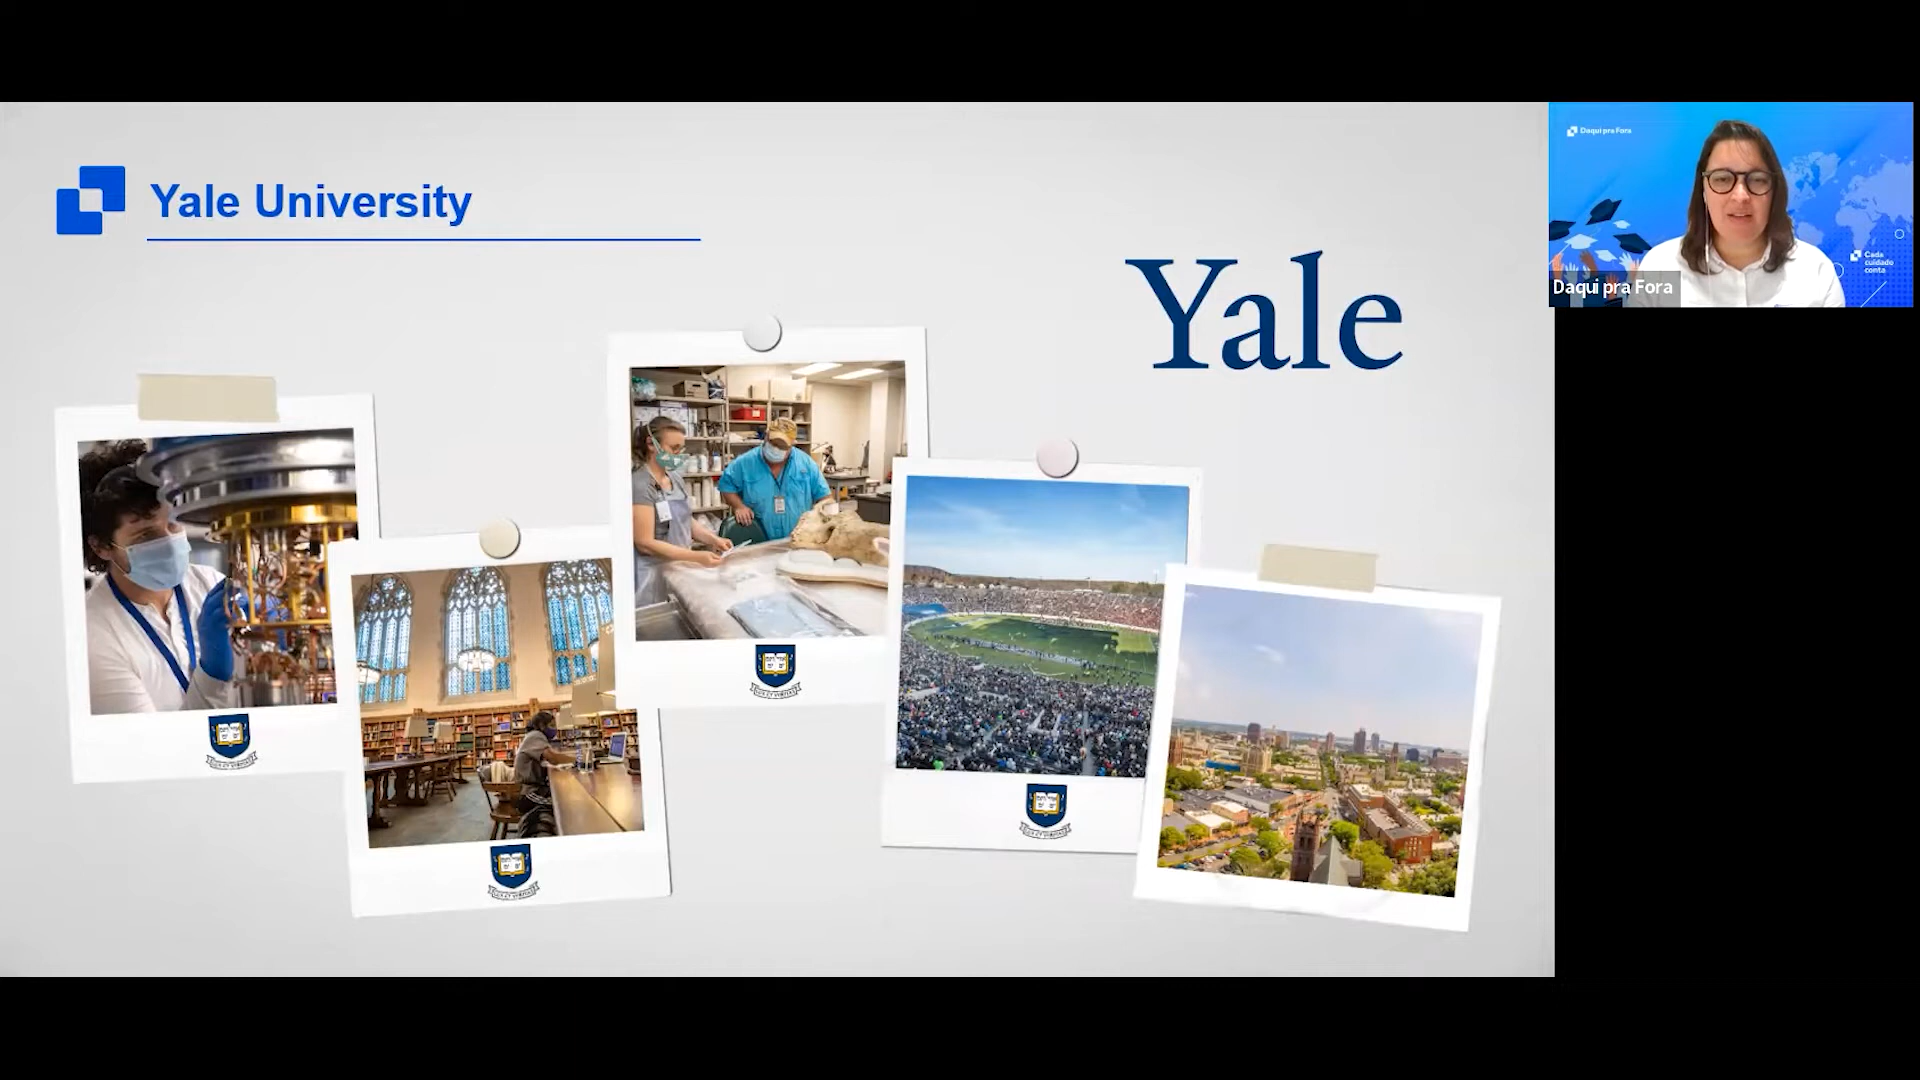 Yale University
Yale
Daqui pra Fora
Cada
cuidado
conta
Daqui pra Fora